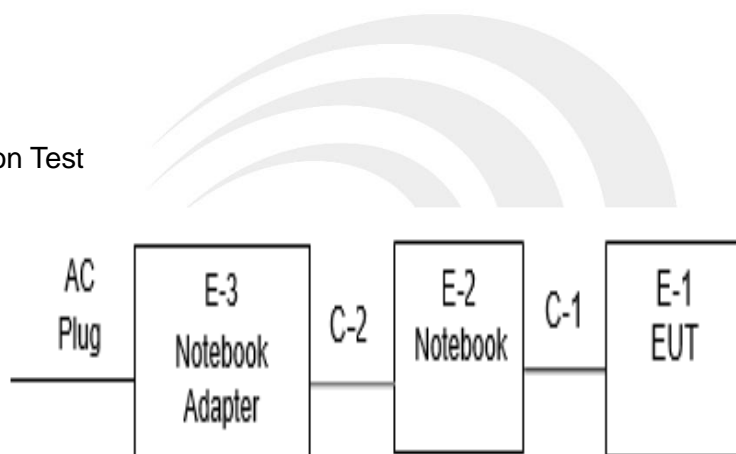 on Test
AC
Plug
E-3
Notebook
Adapter
C-2
E-2
Notebook
C-1
E-1
EUT